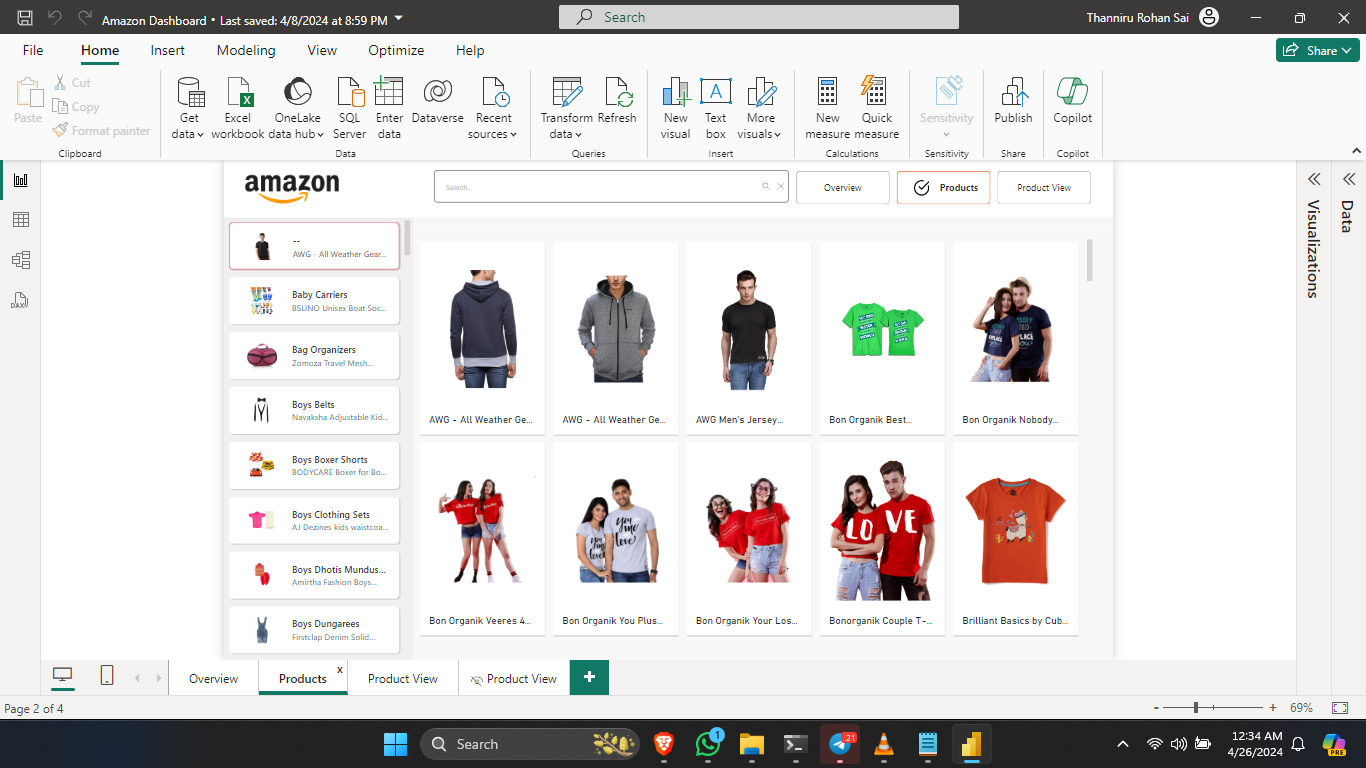 Amazon Dashboard • Last saved: 4/8/2024 at 8:59 PM
Search
Thanniru Rohan Sai
File Home Insert Modeling View Optimize Help
Share
Paste
Cut
Copy
Format painter
Clipboard
Get data
Excel workbook
OneLake data hub
SQL Server
Enter data
Dataverse
Recent sources
Data
Transform data
Refresh
Queries
New visual
Text box
More visuals
Insert
New measure
Quick measure
Calculations
Sensitivity
Sensitivity
Publish
Share
Copilot
Copilot
amazon
Search..
Overview
Products
Product View
--
AWG - All Weather Gear...
Baby Carriers
BSLINO Unisex Boat Soc...
Bag Organizers
Zomoza Travel Mesh...
Boys Belts
Navaksha Adjustable Kid...
Boys Boxer Shorts
BODYCARE Boxer for Bo...
Boys Clothing Sets
AJ Dezines kids waistcoa...
Boys Dhotis Mundus...
Amirtha Fashion Boys...
Boys Dungarees
Firstclap Denim Solid...
AWG - All Weather Ge...
AWG - All Weather Ge...
AWG Men's Jersey...
Bon Organik Best...
Bon Organik Nobody...
LO VE
you me love
Bon Organik Veeres 4...
Bon Organik You Plus...
Bon Organik Your Los...
Bonorganik Couple T-...
Brilliant Basics by Cub...
Visualizations
Data
Overview
Products
x
Product View
Product View
+
Page 2 of 4
- + 69%
Search
1
21
12:34 AM
4/26/2024
PRE